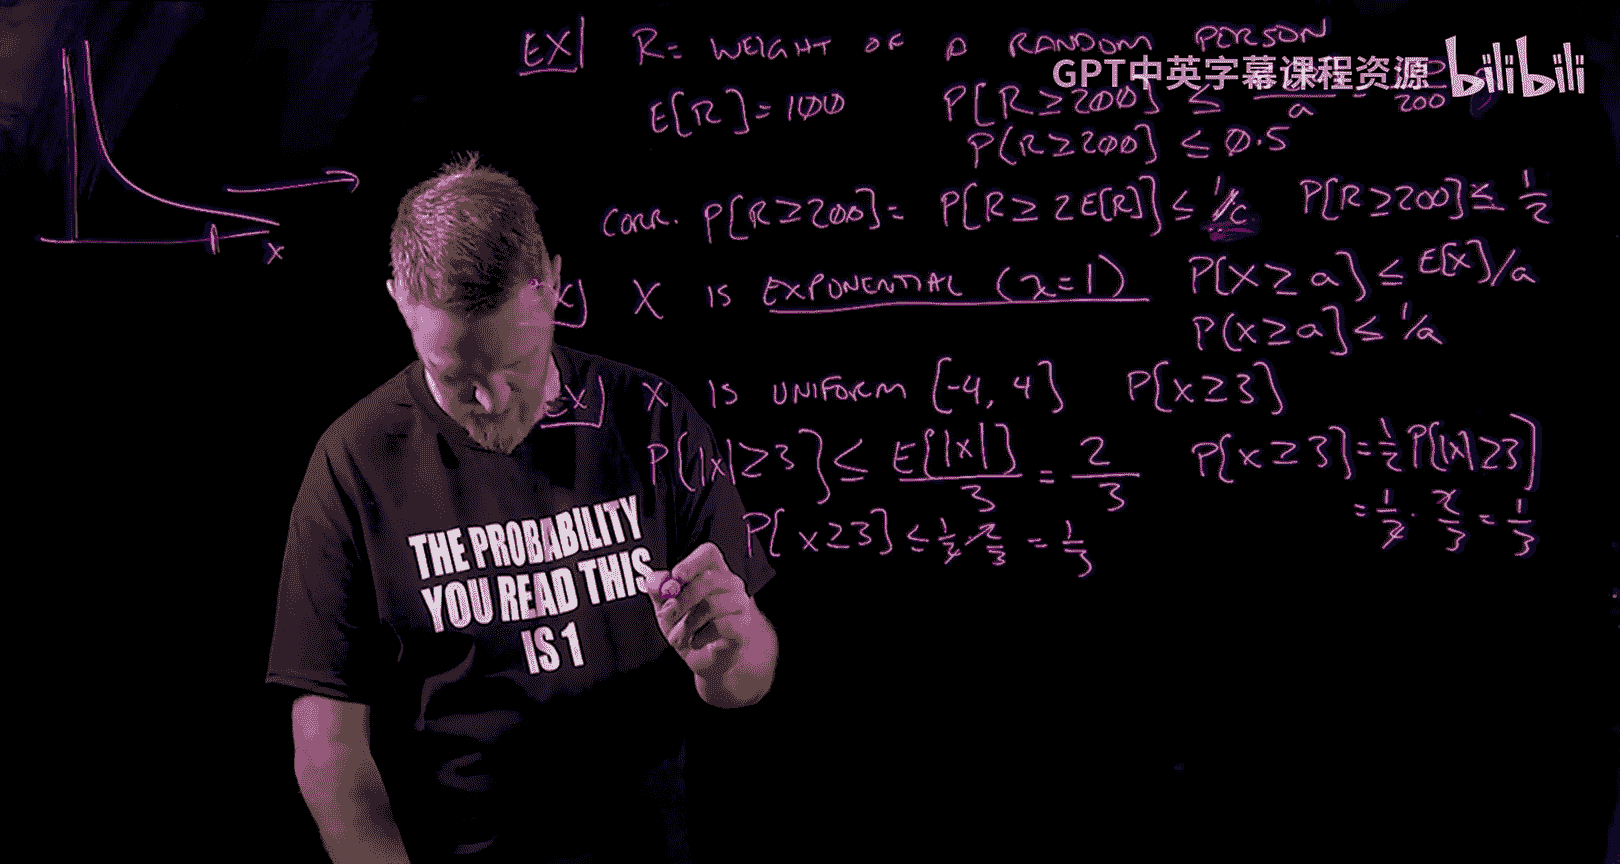 EX R = WEIGHT OF A RANDOM PERSON
GPT中英字幕课程资源 bilibili
E[R] = 100 P[R ≥ 200] ≤ /a 200
P[R ≥ 200] ≤ 0.5
CORR. P[R ≥ 200] = P[R ≥ 2E[R]] ≤ 1/c P[R ≥ 200] ≤ 1/2
X] X IS EXPONENTIAL (λ=1) P[X ≥ a] ≤ E[X]/a
P[X ≥ a] ≤ 1/a
EX] X IS UNIFORM [-4, 4] P[X ≥ 3]
P[|X| ≥ 3] ≤ E[|X|]/3 = 2/3 P[X ≥ 3] = 1/2 P[|X| ≥ 3]
= 1/2 · 2/3 = 1/3
P[X ≥ 3] ≤ 1/2 · 2/3 = 1/3
x
THE PROBABILITY
YOU READ THIS
IS 1